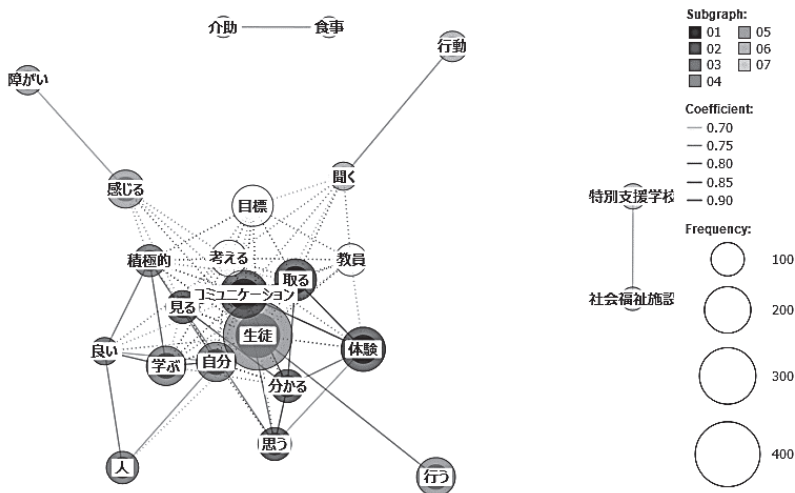 介助
食事
行動
障がい
感じる
聞く
目標
特別支援学校
積極的
考える
教員
取る
コミュニケーション
見る
社会福祉施設
生徒
良い
学ぶ
自分
体験
分かる
思う
人
行う
Subgraph:
01
05
02
06
03
07
04
Coefficient:
0.70
0.75
0.80
0.85
0.90
Frequency:
100
200
300
400